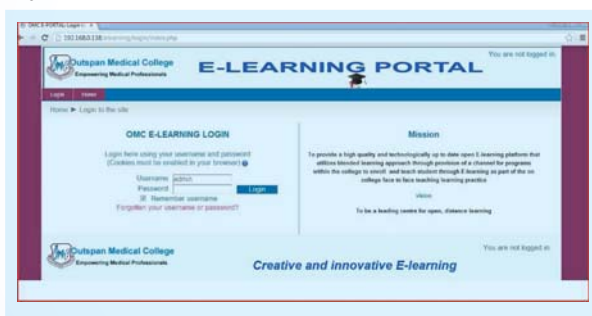 OMC E-PORTAL: Login t
192.168.0.138/elearning/login/index.php
Outspan Medical College
Empowering Medical Professionals
E-LEARNING PORTAL
You are not logged in.
Login Home
Home ► Login to the site
OMC E-LEARNING LOGIN
Login here using your username and password
(Cookies must be enabled in your browser)
Username admin
Password
Login
Remember username
Forgotten your username or password?
Mission
To provide a high quality and technologically up to date open E-learning platform that
utilizes blended learning approach through provision of a channel for programs
within the college to enroll and teach student through E-learning as part of the on
college face to face teaching learning practice
Vision
To be a leading centre for open, distance learning
Outspan Medical College
Empowering Medical Professionals
Creative and innovative E-learning
You are not logged in